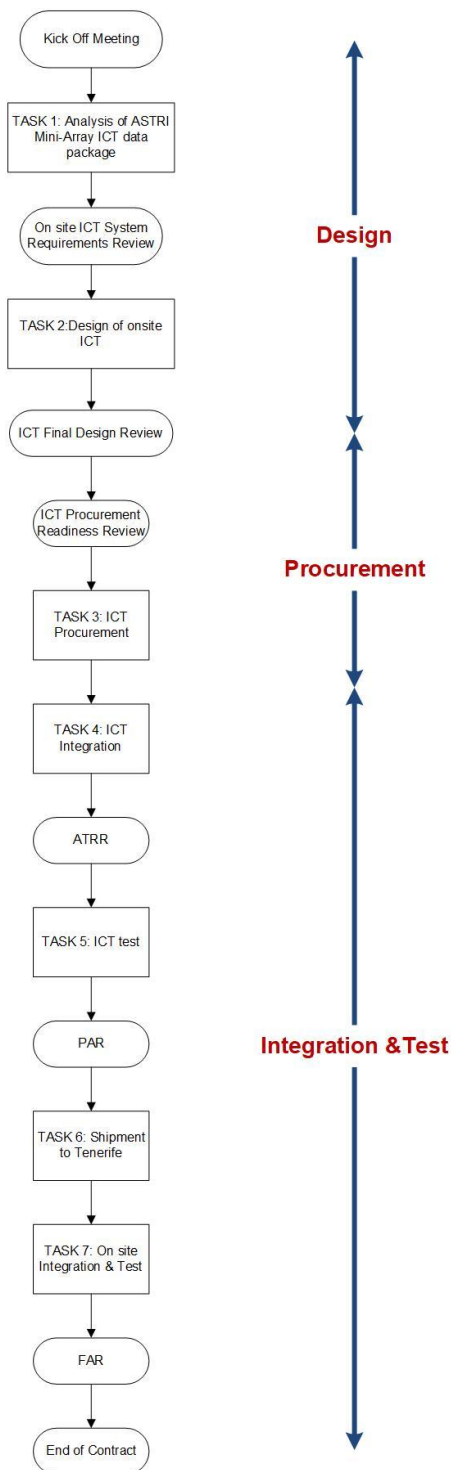 Kick Off Meeting
TASK 1: Analysis of ASTRI
Mini-Array ICT data
package
On site ICT System
Requirements Review
Design
TASK 2:Design of onsite
ICT
ICT Final Design Review
ICT Procurement
Readiness Review
Procurement
TASK 3: ICT
Procurement
TASK 4: ICT
Integration
ATRR
TASK 5: ICT test
PAR
Integration &Test
TASK 6: Shipment
to Tenerife
TASK 7: On site
Integration & Test
FAR
End of Contract